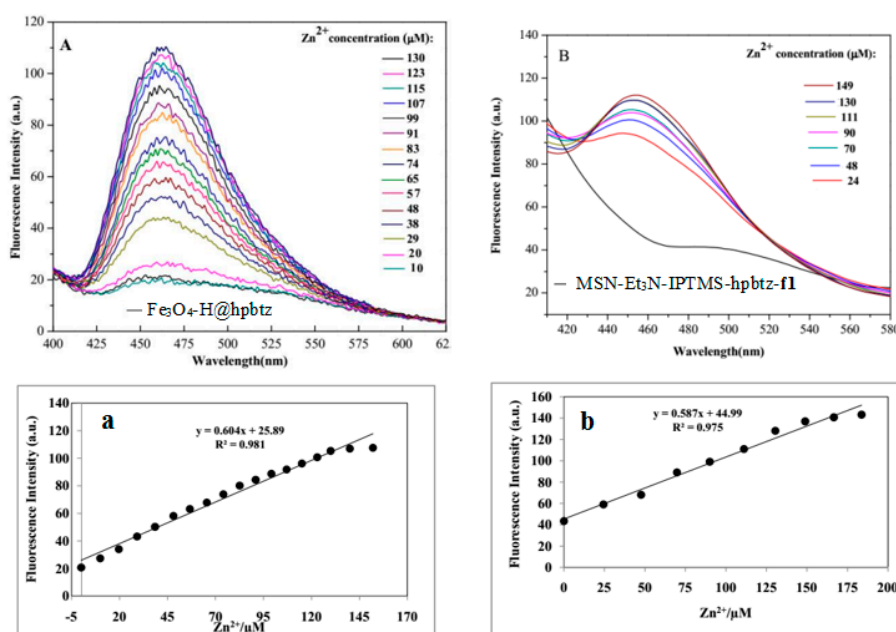 A
Zn2+ concentration (μM):
130
123
115
107
99
91
83
74
65
57
48
38
29
20
10
Fe3O4-H@hpbtz
Fluorescence Intensity (a.u.)
120
100
80
60
40
20
0
400 425 450 475 500 525 550 575 600 62
Wavelength(nm)
B
Zn2+ concentration (μM):
149
130
111
90
70
48
24
MSN-Et3N-IPTMS-hpbtz-f1
Fluorescence Intensity (a.u.)
140
120
100
80
60
40
20
420 440 460 480 500 520 540 560 580
Wavelength(nm)
a
y = 0.604x + 25.89
R² = 0.981
Fluorescence Intensity (a.u.)
140
120
100
80
60
40
20
0
-5 20 45 70 95 120 145 170
Zn2+/μM
b
y = 0.587x + 44.99
R² = 0.975
Fluorescence Intensity (a.u.)
160
140
120
100
80
60
40
20
0
0 25 50 75 100 125 150 175 200
Zn2+/μM